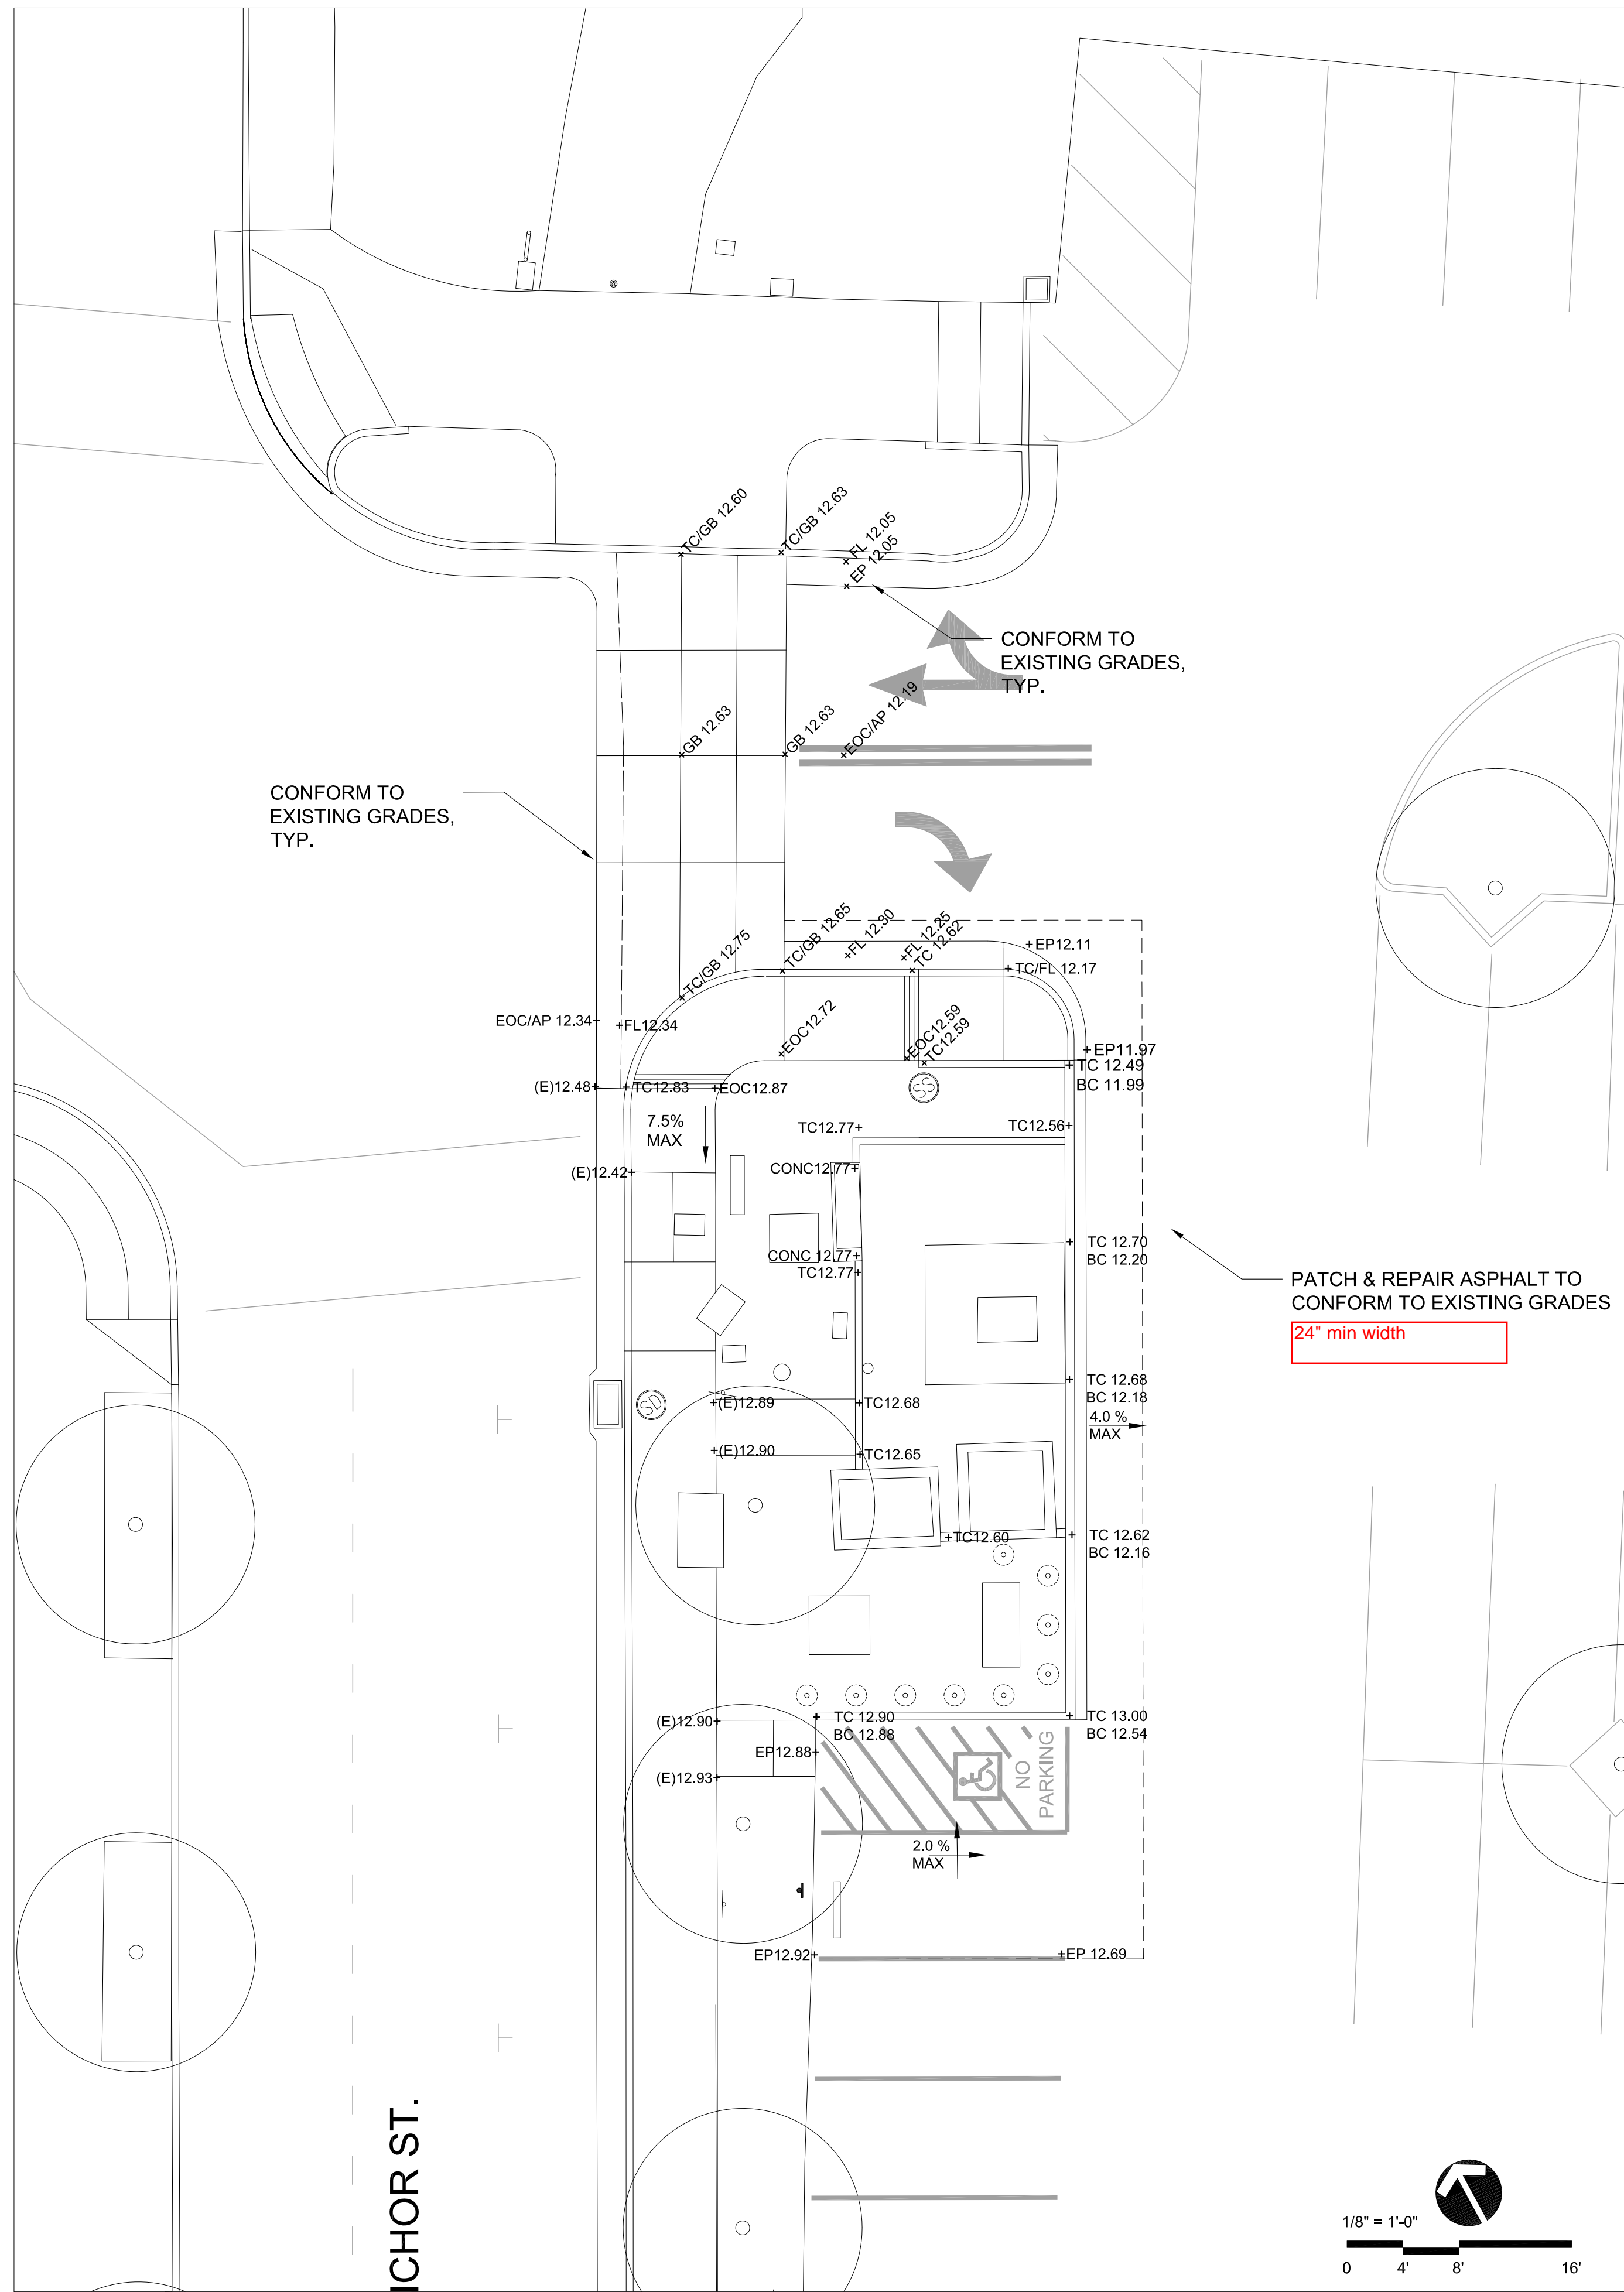 TC/GB 12.60
TC/GB 12.63
FL 12.05
EP 12.05
CONFORM TO
EXISTING GRADES,
TYP.
GB 12.63
GB 12.63
EOC/AP 12.19
CONFORM TO
EXISTING GRADES,
TYP.
TC/GB 12.75
TC/GB 12.65
FL 12.30
FL 12.25
TC 12.62
EP12.11
TC/FL 12.17
EOC/AP 12.34
FL12.34
EOC12.72
EOC12.59
TC12.59
EP11.97
TC 12.49
BC 11.99
(E)12.48
TC12.83
EOC12.87
SS
7.5%
MAX
TC12.77
TC12.56
(E)12.42
CONC12.77
TC 12.70
BC 12.20
CONC 12.77
TC12.77
PATCH & REPAIR ASPHALT TO
CONFORM TO EXISTING GRADES
24" min width
TC 12.68
BC 12.18
SD
(E)12.89
TC12.68
4.0 %
MAX
(E)12.90
TC12.65
TC12.60
TC 12.62
BC 12.16
(E)12.90
TC 12.90
BC 12.88
TC 13.00
BC 12.54
EP12.88
(E)12.93
NO
PARKING
2.0 %
MAX
EP12.92
EP 12.69
NCHOR ST.
1/8" = 1'-0"
0 4' 8' 16'